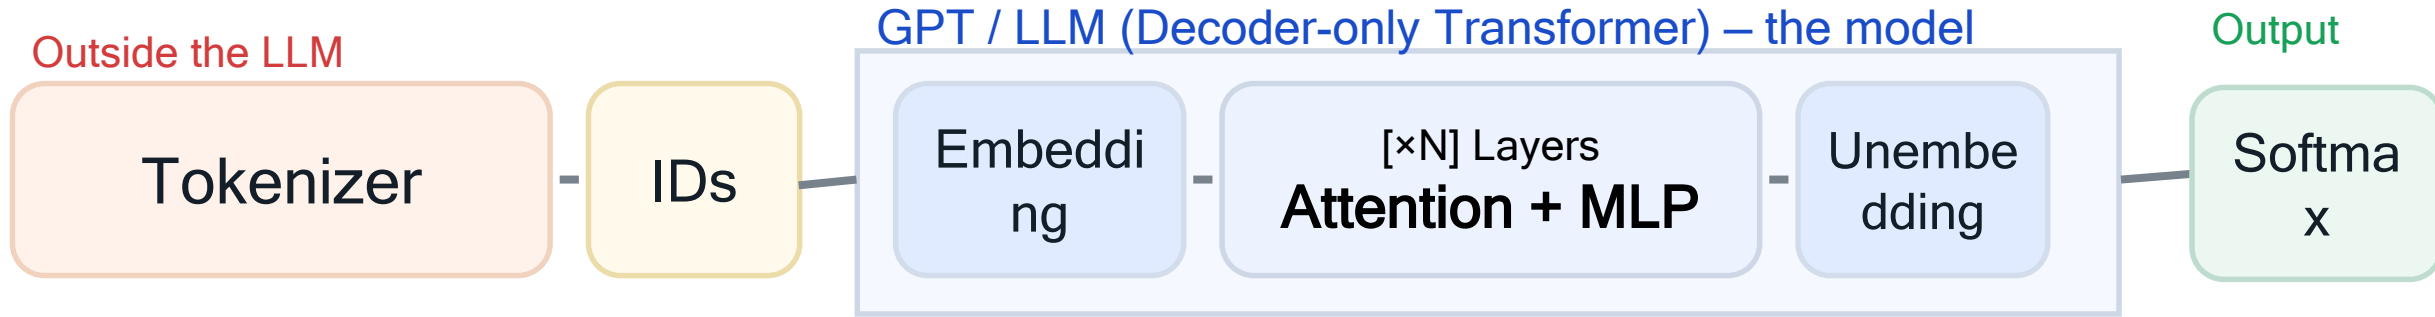 Outside the LLM
GPT / LLM (Decoder-only Transformer) – the model
Output
Tokenizer
IDs
Embeddi
ng
[×N] Layers
Attention + MLP
Unembe
dding
Softma
x